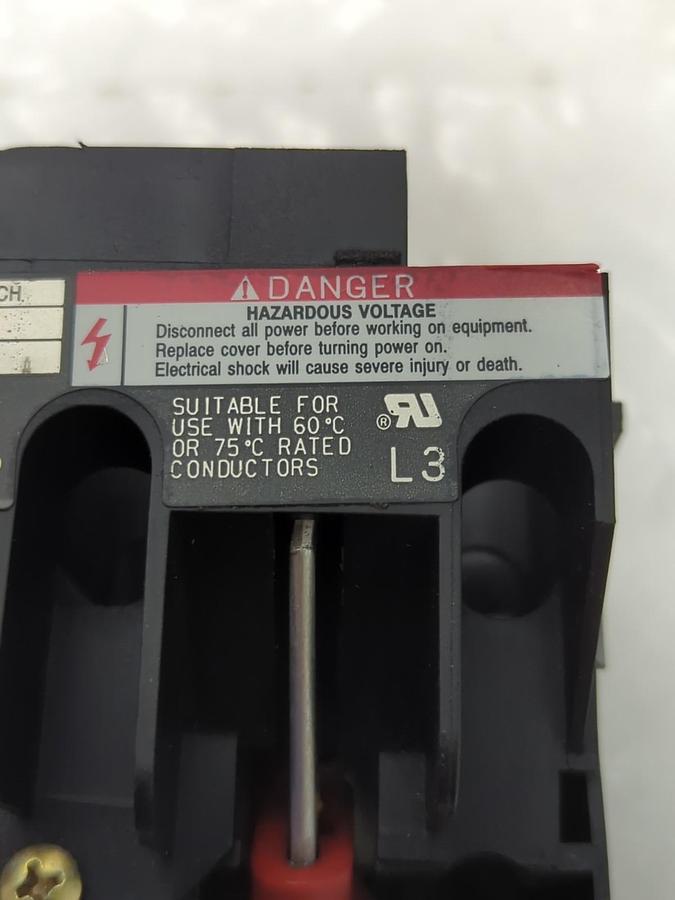 CH.
DANGER
HAZARDOUS VOLTAGE
Disconnect all power before working on equipment.
Replace cover before turning power on.
Electrical shock will cause severe injury or death.
SUITABLE FOR
USE WITH 60°C
OR 75°C RATED
CONDUCTORS
®
L3